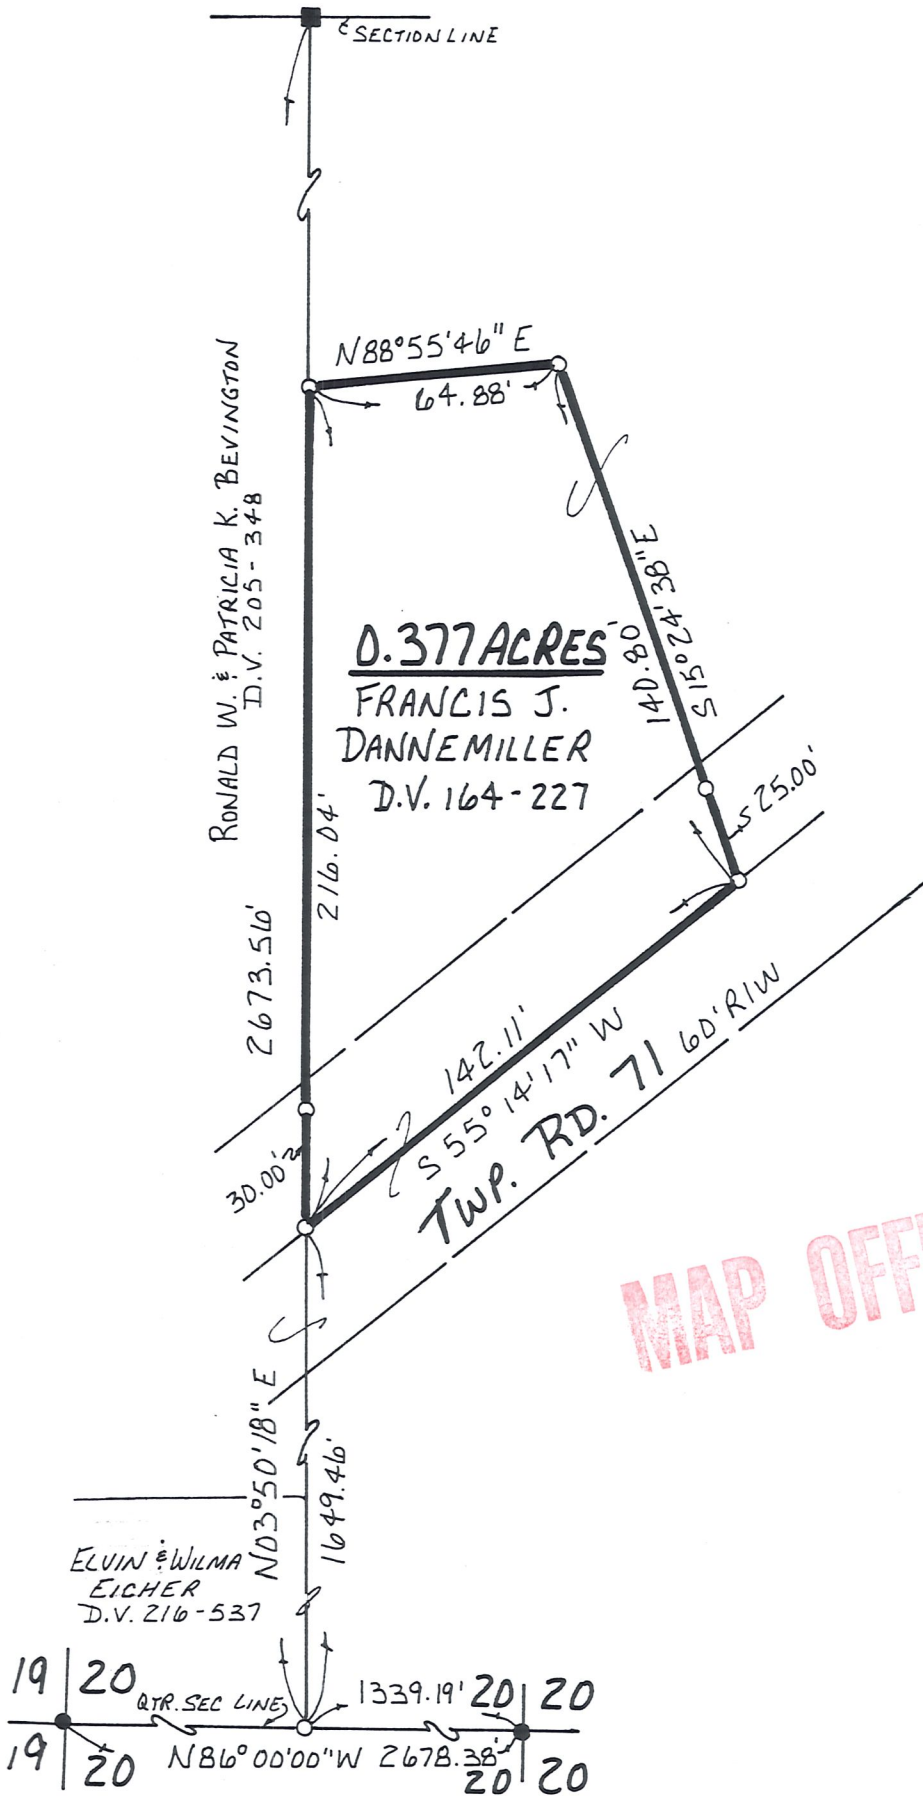 ⅊ SECTION LINE
N88°55'46" E
64.88'
RONALD W. & PATRICIA K. BEVINGTON
D.V. 205-348
140.80'
S15°24'38"E
0.377 ACRES
FRANCIS J.
DANNEMILLER
D.V. 164-227
25.00'
216.04'
2673.56'
142.11'
S 55° 14' 17" W
TWP. RD. 71 60' R/W
30.00'
MAP OFF
N03°50'18" E
1649.46'
ELVIN & WILMA
EICHER
D.V. 216-537
19 20
QTR. SEC LINE
1339.19'
20 20
19 20
N86°00'00"W 2678.38'
20 20